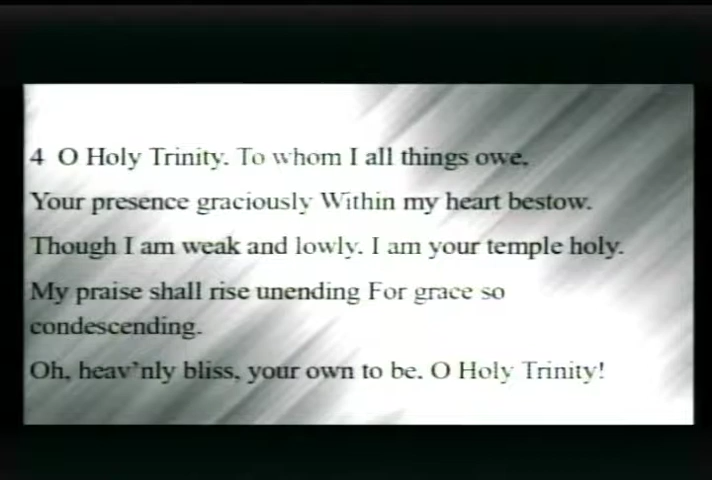 4 O Holy Trinity. To whom I all things owe,
Your presence graciously Within my heart bestow.
Though I am weak and lowly. I am your temple holy.
My praise shall rise unending For grace so
condescending.
Oh, heav'nly bliss, your own to be. O Holy Trinity!